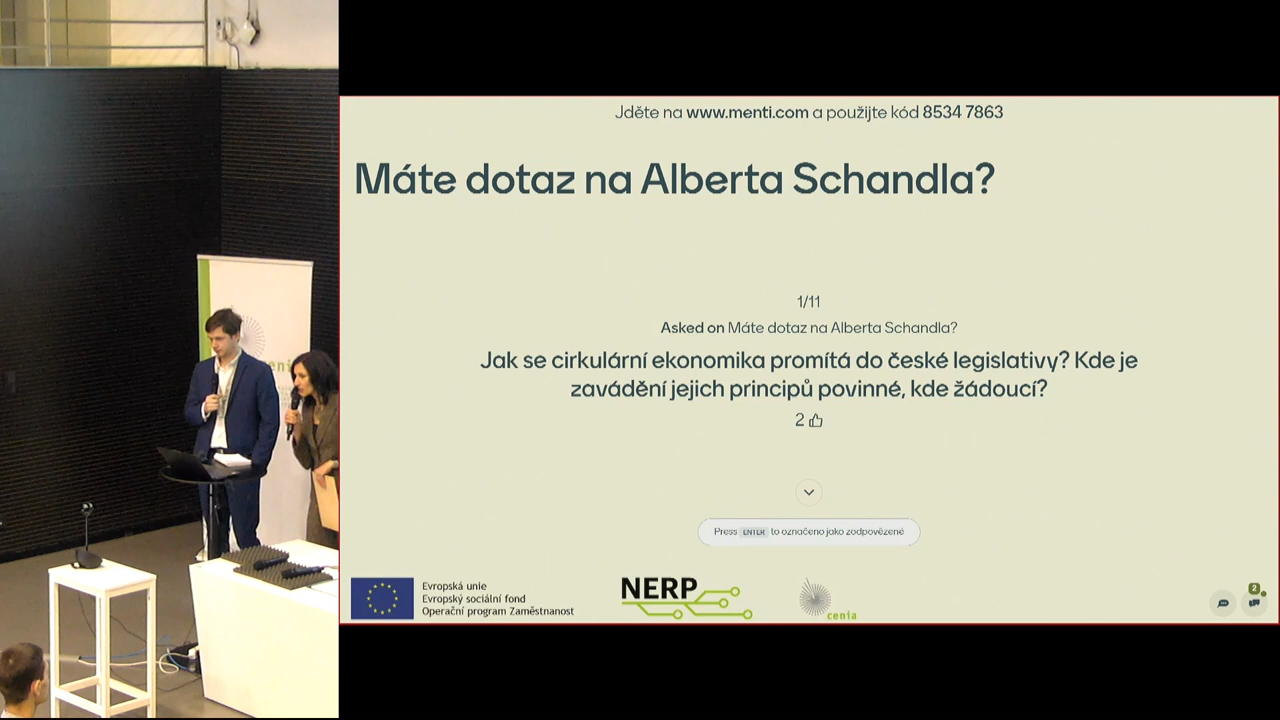 Jděte na www.menti.com a použijte kód 8534 7863
Máte dotaz na Alberta Schandla?
1/11
Asked on Máte dotaz na Alberta Schandla?
Jak se cirkulární ekonomika promítá do české legislativy? Kde je
zavádění jejich principů povinné, kde žádoucí?
2
Press ENTER to označeno jako zodpovězené
Evropská unie
Evropský sociální fond
Operační program Zaměstnanost
NERP
cenia
2